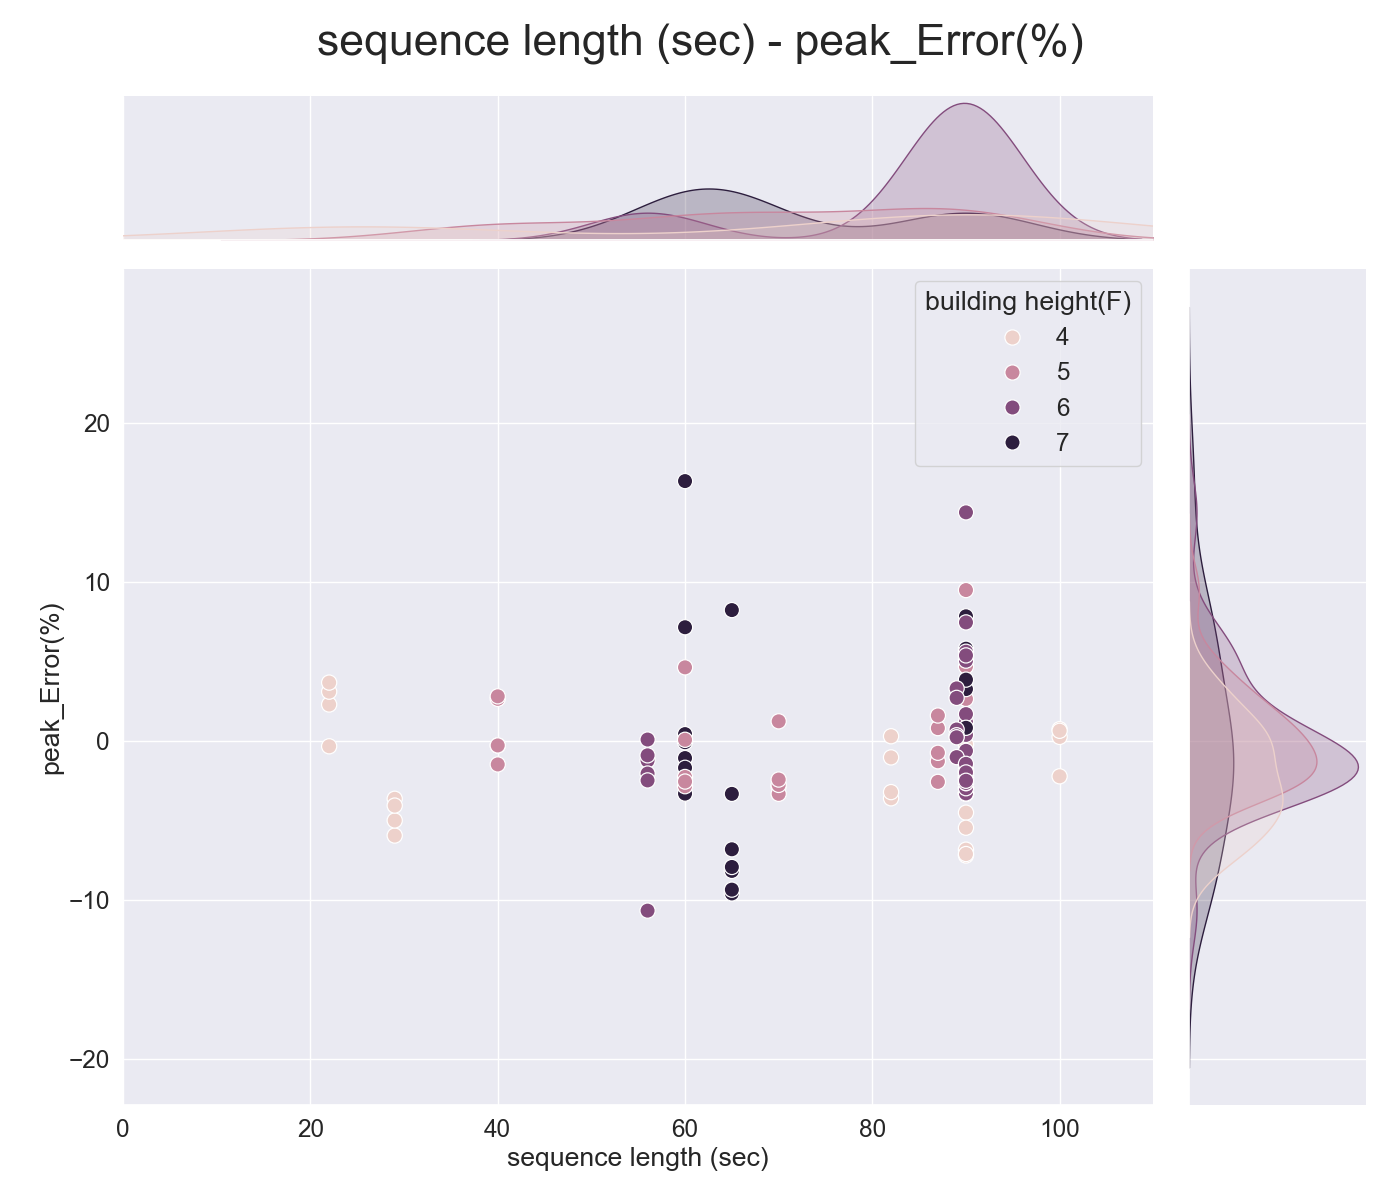 sequence length (sec) - peak_Error(%)
building height(F)
4
5
6
7
peak_Error(%)
20
10
0
−10
−20
0 20 40 60 80 100
sequence length (sec)